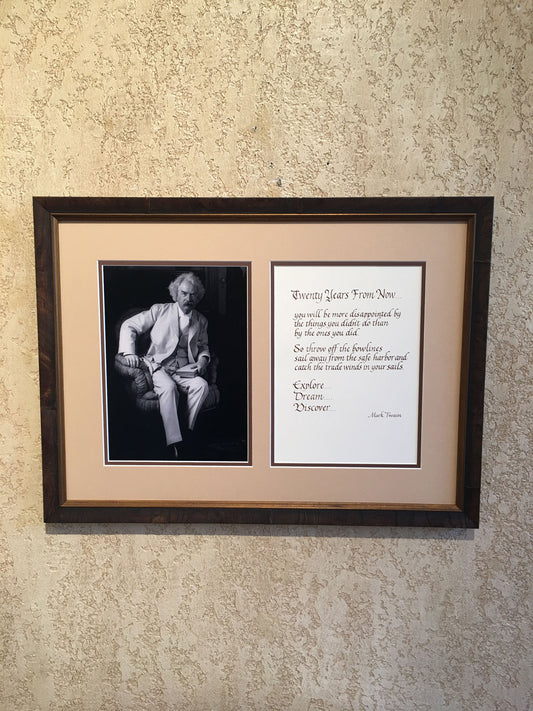 Twenty Years From Now...
you will be more disappointed by
the things you didn't do than
by the ones you did.
So throw off the bowlines
sail away from the safe harbor and
catch the trade winds in your sails.
Explore....
Dream....
Discover...
Mark Twain